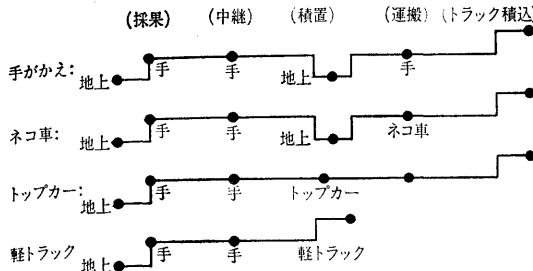 (採果) (中継) (積置) (運搬) (トラック積込)
手がかえ: 地上 手 手 地上 手
ネコ車: 地上 手 手 地上 ネコ車
トップカー: 地上 手 手 トップカー
軽トラック 地上 手 手 軽トラック